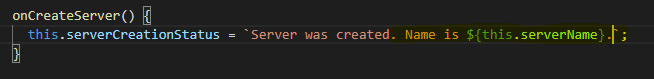 onCreateServer() {
this.serverCreationStatus = `Server was created. Name is ${this.serverName}.`;
}